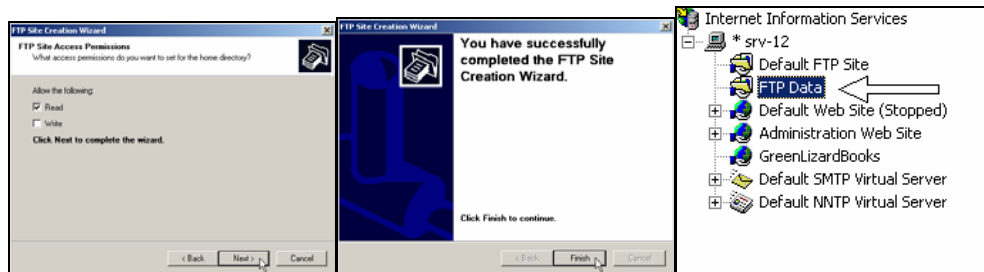 FTP Site Creation Wizard
FTP Site Access Permissions
What access permissions do you want to set for the home directory?
Allow the following:
Read
Write
Click Next to complete the wizard.
< Back
Next >
Cancel
FTP Site Creation Wizard
You have successfully
completed the FTP Site
Creation Wizard.
Click Finish to continue.
< Back
Finish
Cancel
Internet Information Services
* srv-12
Default FTP Site
FTP Data
Default Web Site (Stopped)
Administration Web Site
GreenLizardBooks
Default SMTP Virtual Server
Default NNTP Virtual Server